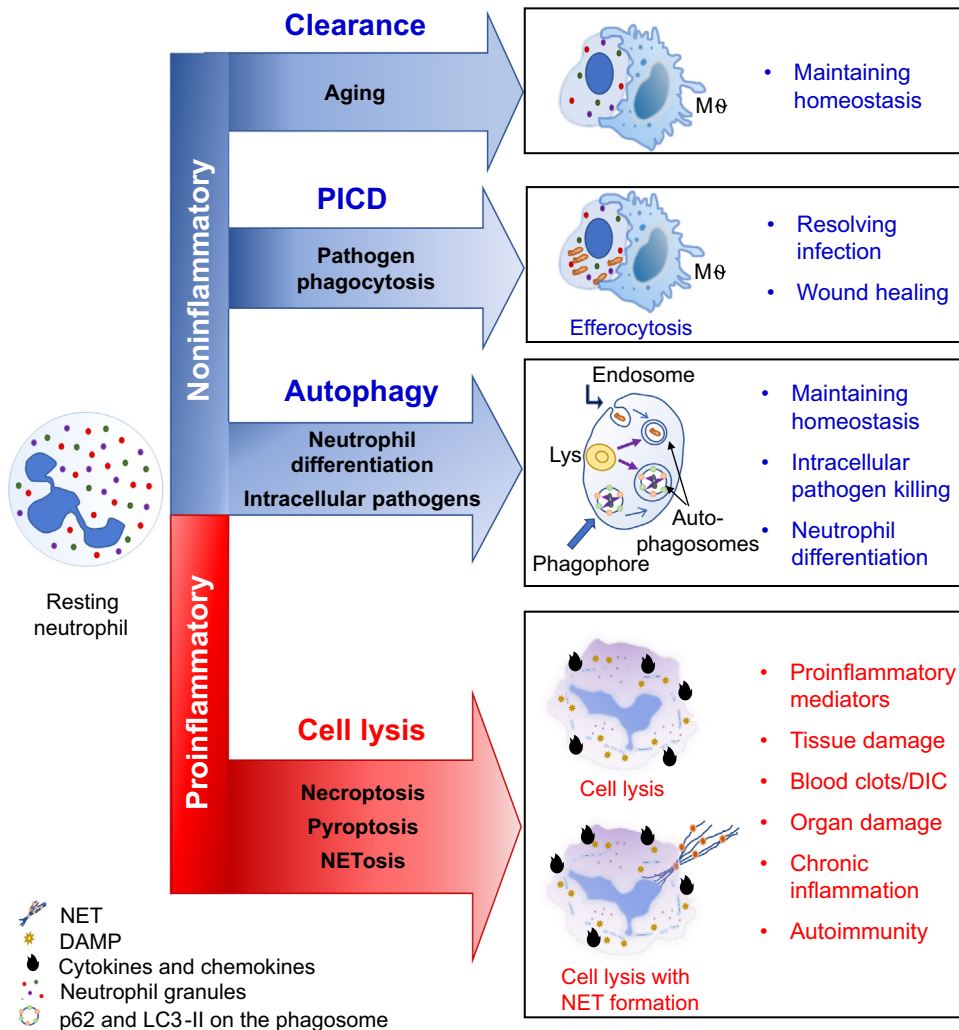 Clearance
Aging
Mϴ
• Maintaining
homeostasis
Noninflammatory
PICD
Pathogen
phagocytosis
Mϴ
Efferocytosis
• Resolving
infection
• Wound healing
Autophagy
Neutrophil
differentiation
Intracellular pathogens
Endosome
Lys
Auto-
phagosomes
Phagophore
• Maintaining
homeostasis
• Intracellular
pathogen killing
• Neutrophil
differentiation
Resting
neutrophil
Proinflammatory
Cell lysis
Necroptosis
Pyroptosis
NETosis
Cell lysis
Cell lysis with
NET formation
• Proinflammatory
mediators
• Tissue damage
• Blood clots/DIC
• Organ damage
• Chronic
inflammation
• Autoimmunity
NET
DAMP
Cytokines and chemokines
Neutrophil granules
p62 and LC3-II on the phagosome